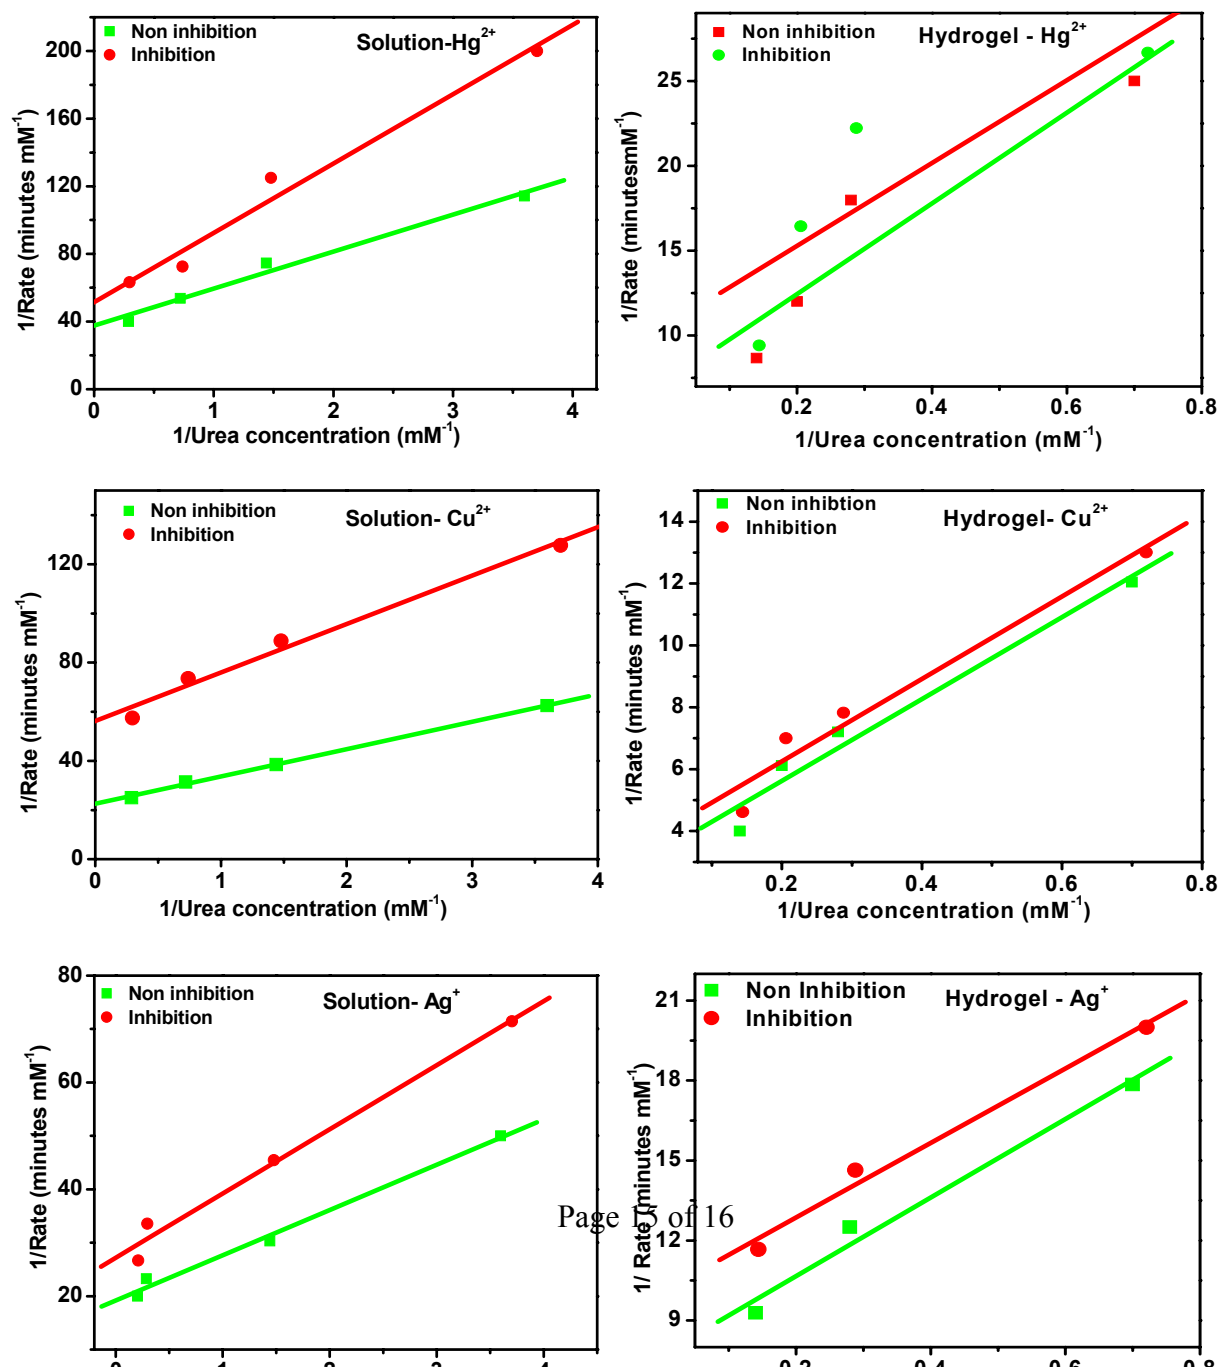 Non inhibition
Inhibition
Solution-Hg²⁺
200
160
120
80
40
0
1/Rate (minutes mM⁻¹)
0 1 2 3 4
1/Urea concentration (mM⁻¹)
Non inhibition
Inhibition
Hydrogel - Hg²⁺
25
20
15
10
1/Rate (minutesmM⁻¹)
0.2 0.4 0.6 0.8
1/Urea concentration (mM⁻¹)
Non inhibition
Inhibition
Solution- Cu²⁺
120
80
40
0
1/Rate (minutes mM⁻¹)
0 1 2 3 4
1/Urea concentration (mM⁻¹)
Non inhibtion
Inhibition
Hydrogel- Cu²⁺
14
12
10
8
6
4
1/Rate (minutes mM⁻¹)
0.2 0.4 0.6 0.8
1/Urea concentration (mM⁻¹)
Non inhibition
Inhibition
Solution- Ag⁺
80
60
40
20
1/Rate (minutes mM⁻¹)
Non Inhibition
Inhibition
Hydrogel - Ag⁺
21
18
15
12
9
1/ Rate (minutes mM⁻¹)
Page 15 of 16